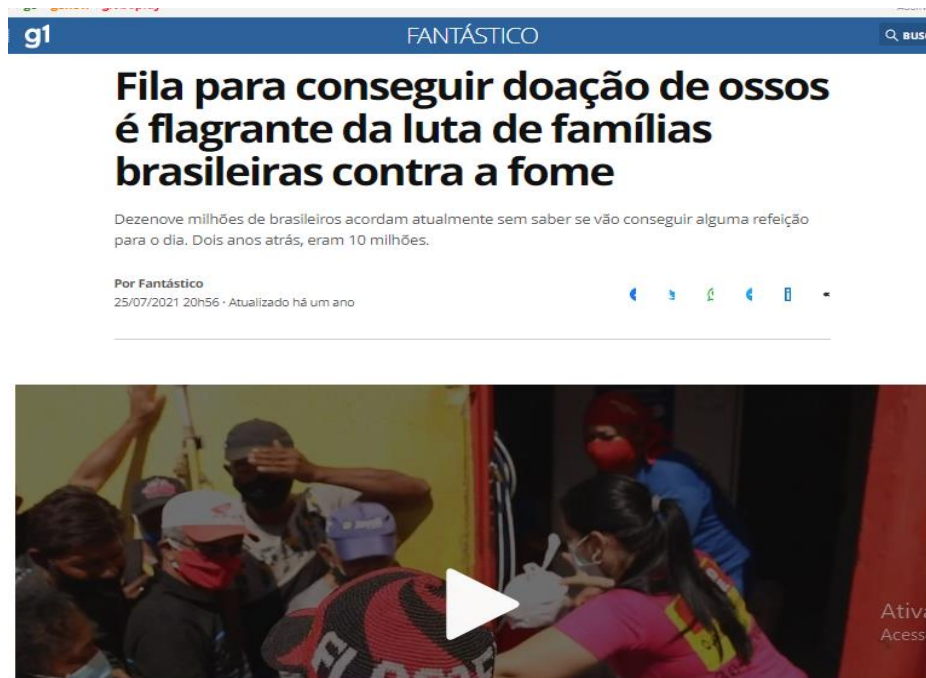 g1
FANTÁSTICO
Fila para conseguir doação de ossos
é flagrante da luta de famílias
brasileiras contra a fome
Dezenove milhões de brasileiros acordam atualmente sem saber se vão conseguir alguma refeição
para o dia. Dois anos atrás, eram 10 milhões.
Por Fantástico
25/07/2021 20h56 · Atualizado há um ano